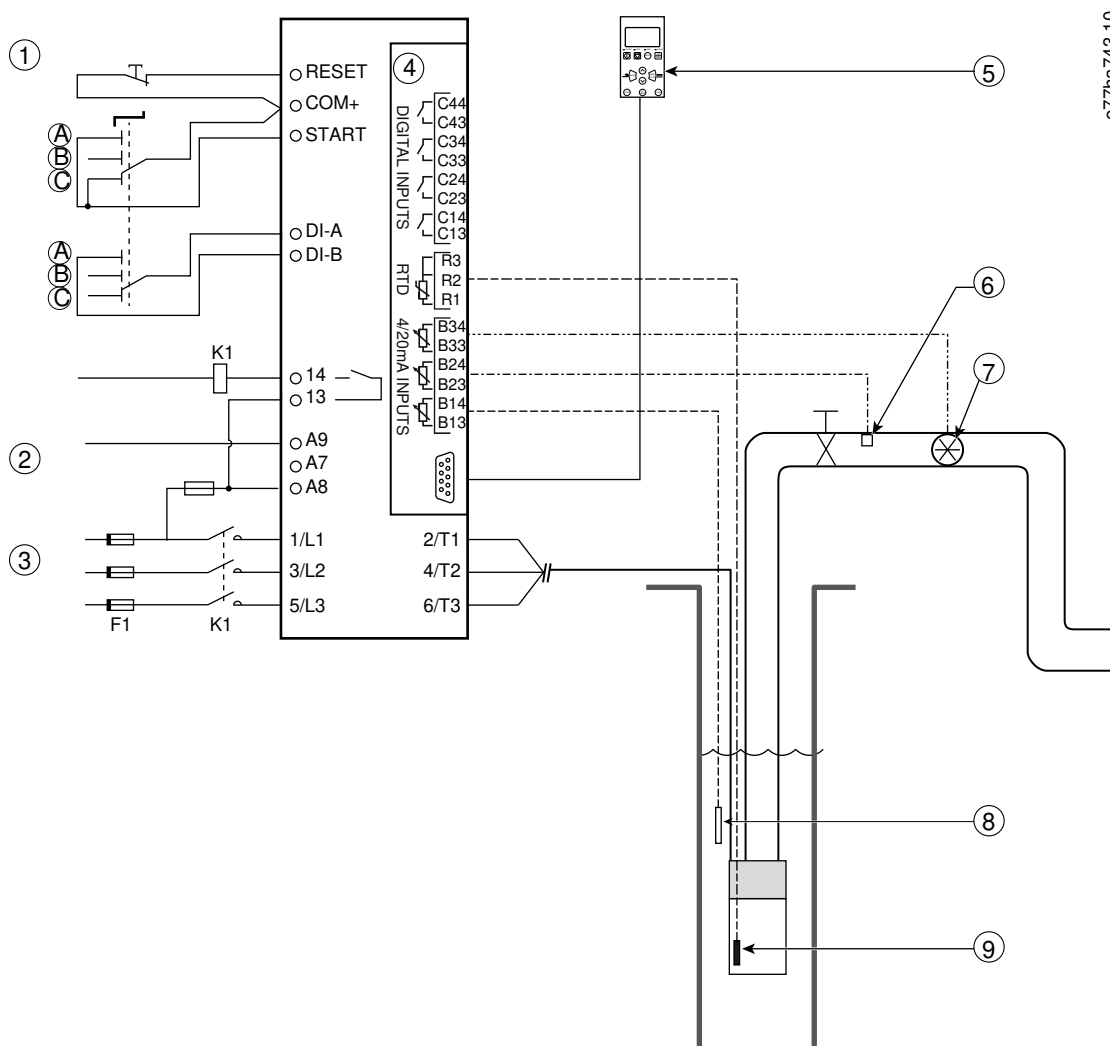 1
RESET
COM+
START
A
B
C
DI-A
DI-B
A
B
C
K1
14
13
2
A9
A7
A8
3
1/L1
3/L2
5/L3
F1
K1
2/T1
4/T2
6/T3
4
DIGITAL INPUTS
C44
C43
C34
C33
C24
C23
C14
C13
RTD
R3
R2
R1
4/20mA INPUTS
B34
B33
B24
B23
B14
B13
5
6
7
8
9